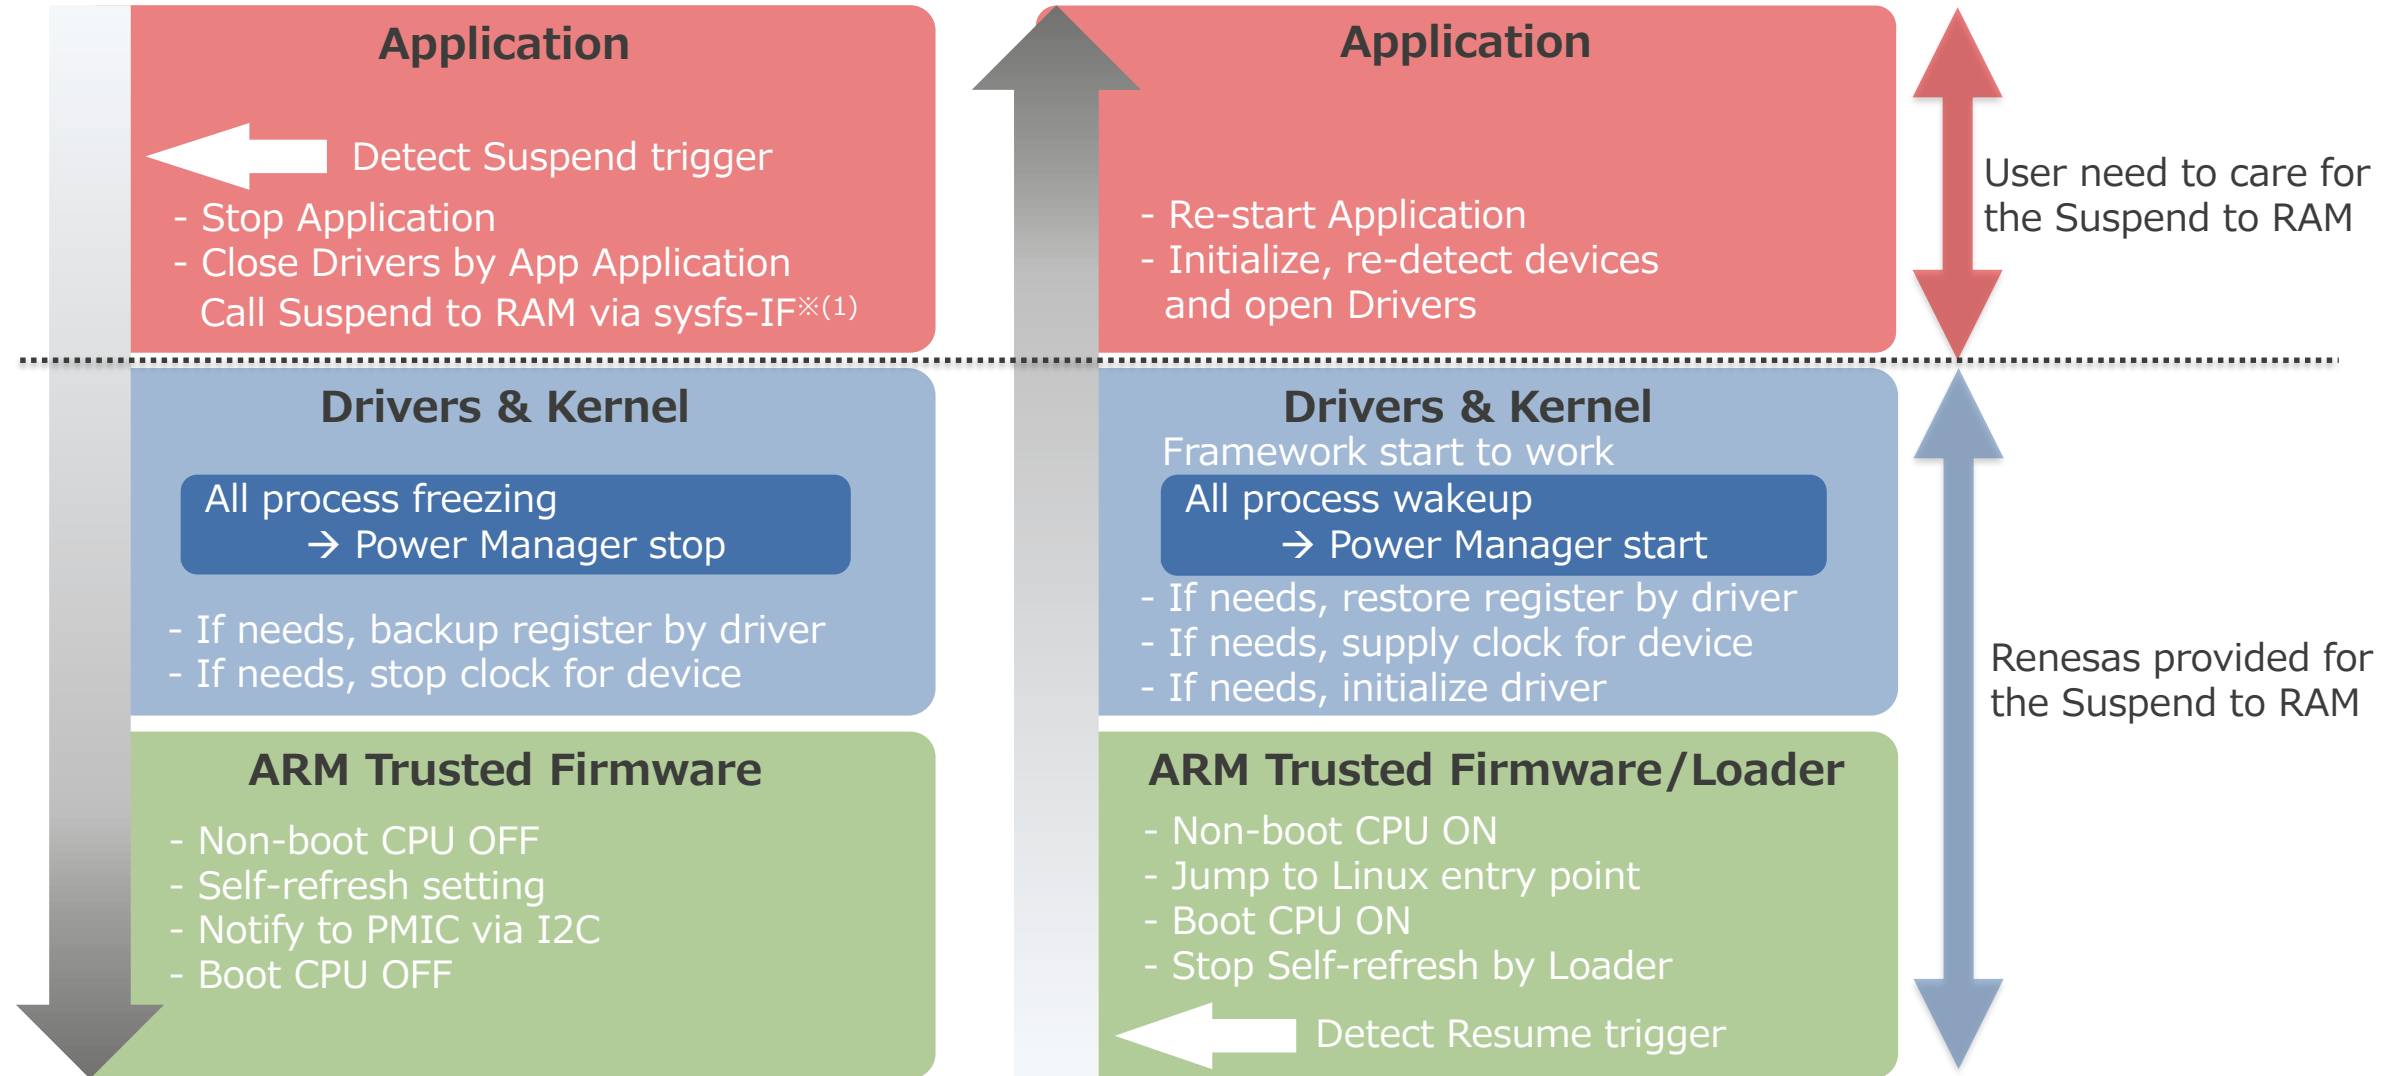 Application
Detect Suspend trigger
- Stop Application
- Close Drivers by App Application
Call Suspend to RAM via sysfs-IF※(1)
Drivers & Kernel
All process freezing
→ Power Manager stop
- If needs, backup register by driver
- If needs, stop clock for device
ARM Trusted Firmware
- Non-boot CPU OFF
- Self-refresh setting
- Notify to PMIC via I2C
- Boot CPU OFF
Application
- Re-start Application
- Initialize, re-detect devices
and open Drivers
Drivers & Kernel
Framework start to work
All process wakeup
→ Power Manager start
- If needs, restore register by driver
- If needs, supply clock for device
- If needs, initialize driver
ARM Trusted Firmware/Loader
- Non-boot CPU ON
- Jump to Linux entry point
- Boot CPU ON
- Stop Self-refresh by Loader
Detect Resume trigger
User need to care for
the Suspend to RAM
Renesas provided for
the Suspend to RAM